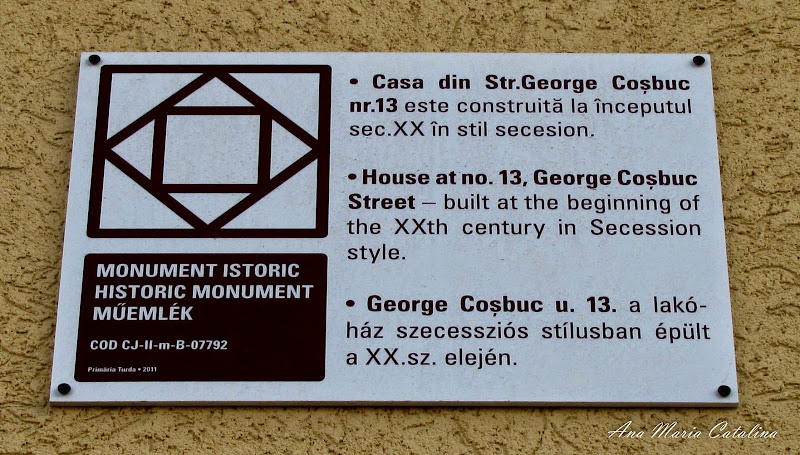 MONUMENT ISTORIC
HISTORIC MONUMENT
MŰEMLÉK
COD CJ-II-m-B-07792
Primăria Turda • 2011
• Casa din Str.George Coşbuc
nr.13 este construită la începutul
sec.XX în stil secesion.
• House at no. 13, George Coşbuc
Street – built at the beginning of
the XXth century in Secession
style.
• George Coşbuc u. 13. a lakó-
ház szecessziós stílusban épült
a XX.sz. elején.
Ana Maria Catalina